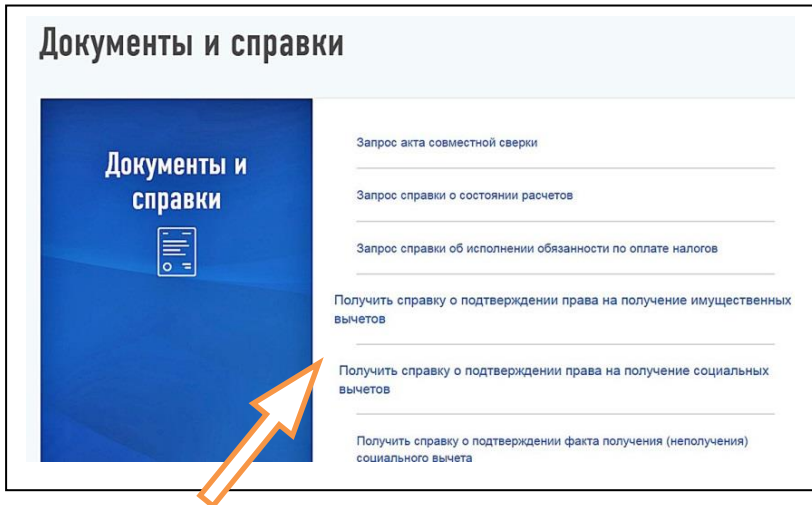 Документы и справки
Документы и
справки
Запрос акта совместной сверки
Запрос справки о состоянии расчетов
Запрос справки об исполнении обязанности по оплате налогов
Получить справку о подтверждении права на получение имущественных
вычетов
Получить справку о подтверждении права на получение социальных
вычетов
Получить справку о подтверждении факта получения (неполучения)
социального вычета